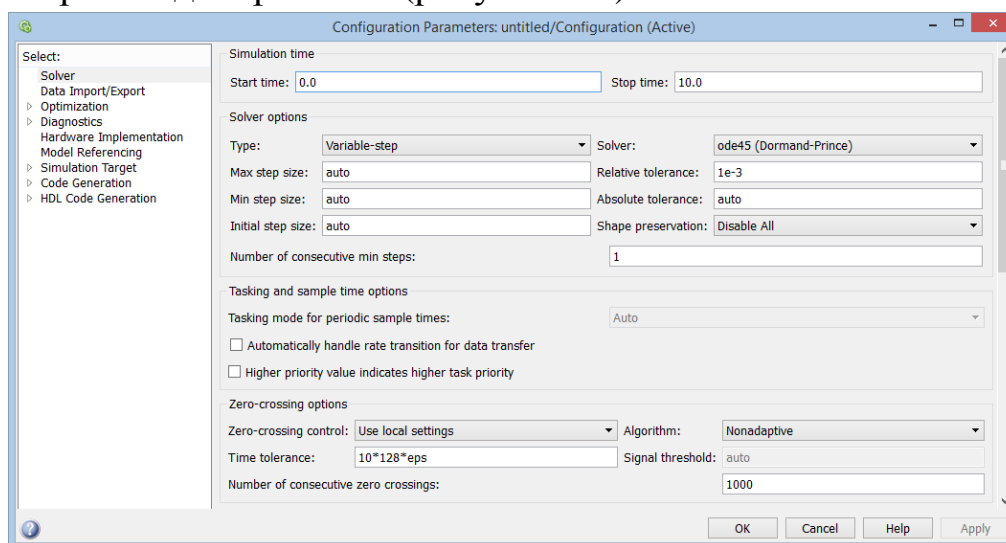 Configuration Parameters: untitled/Configuration (Active)
Select:
Solver
Data Import/Export
Optimization
Diagnostics
Hardware Implementation
Model Referencing
Simulation Target
Code Generation
HDL Code Generation
Simulation time
Start time: 0.0 Stop time: 10.0
Solver options
Type: Variable-step Solver: ode45 (Dormand-Prince)
Max step size: auto Relative tolerance: 1e-3
Min step size: auto Absolute tolerance: auto
Initial step size: auto Shape preservation: Disable All
Number of consecutive min steps: 1
Tasking and sample time options
Tasking mode for periodic sample times: Auto
Automatically handle rate transition for data transfer
Higher priority value indicates higher task priority
Zero-crossing options
Zero-crossing control: Use local settings Algorithm: Nonadaptive
Time tolerance: 10*128*eps Signal threshold: auto
Number of consecutive zero crossings: 1000
OK Cancel Help Apply